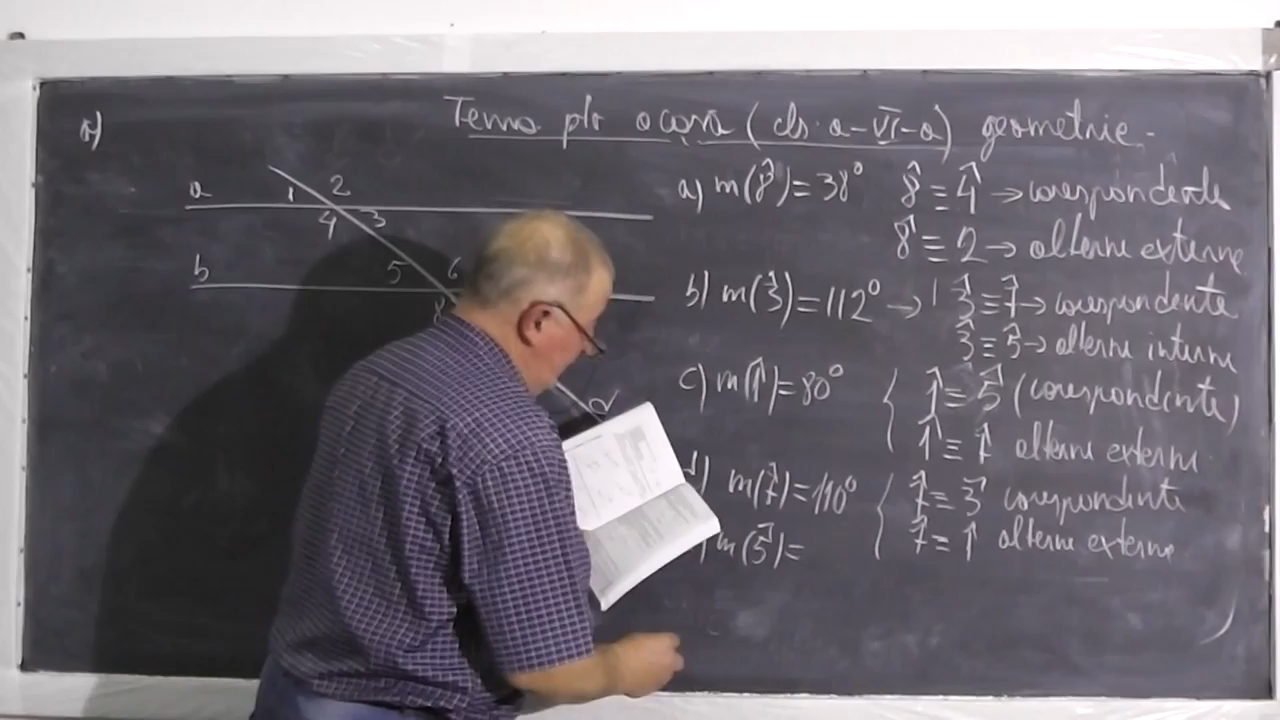 Tema ptr acasă (cls. a-VI-a) geometrie.
a
1
2
4
3
b
5
6
8
d
a) m(8̂)=38° 8̂ ≡ 4̂ → corespondente
8̂ ≡ 2 → alterne externe
b) m(3̂)=112° → 3̂ ≡ 7̂ → corespondente
3̂ ≡ 5̂ → alterne interne
c) m(1̂)=80° { 1̂ ≡ 5̂ (corespondente)
1̂ ≡ 7̂ alterne externe.
d) m(7̂)=110° { 7̂ ≡ 3̂ corespondente
7̂ ≡ 1̂ alterne externe
) m(5̂)=